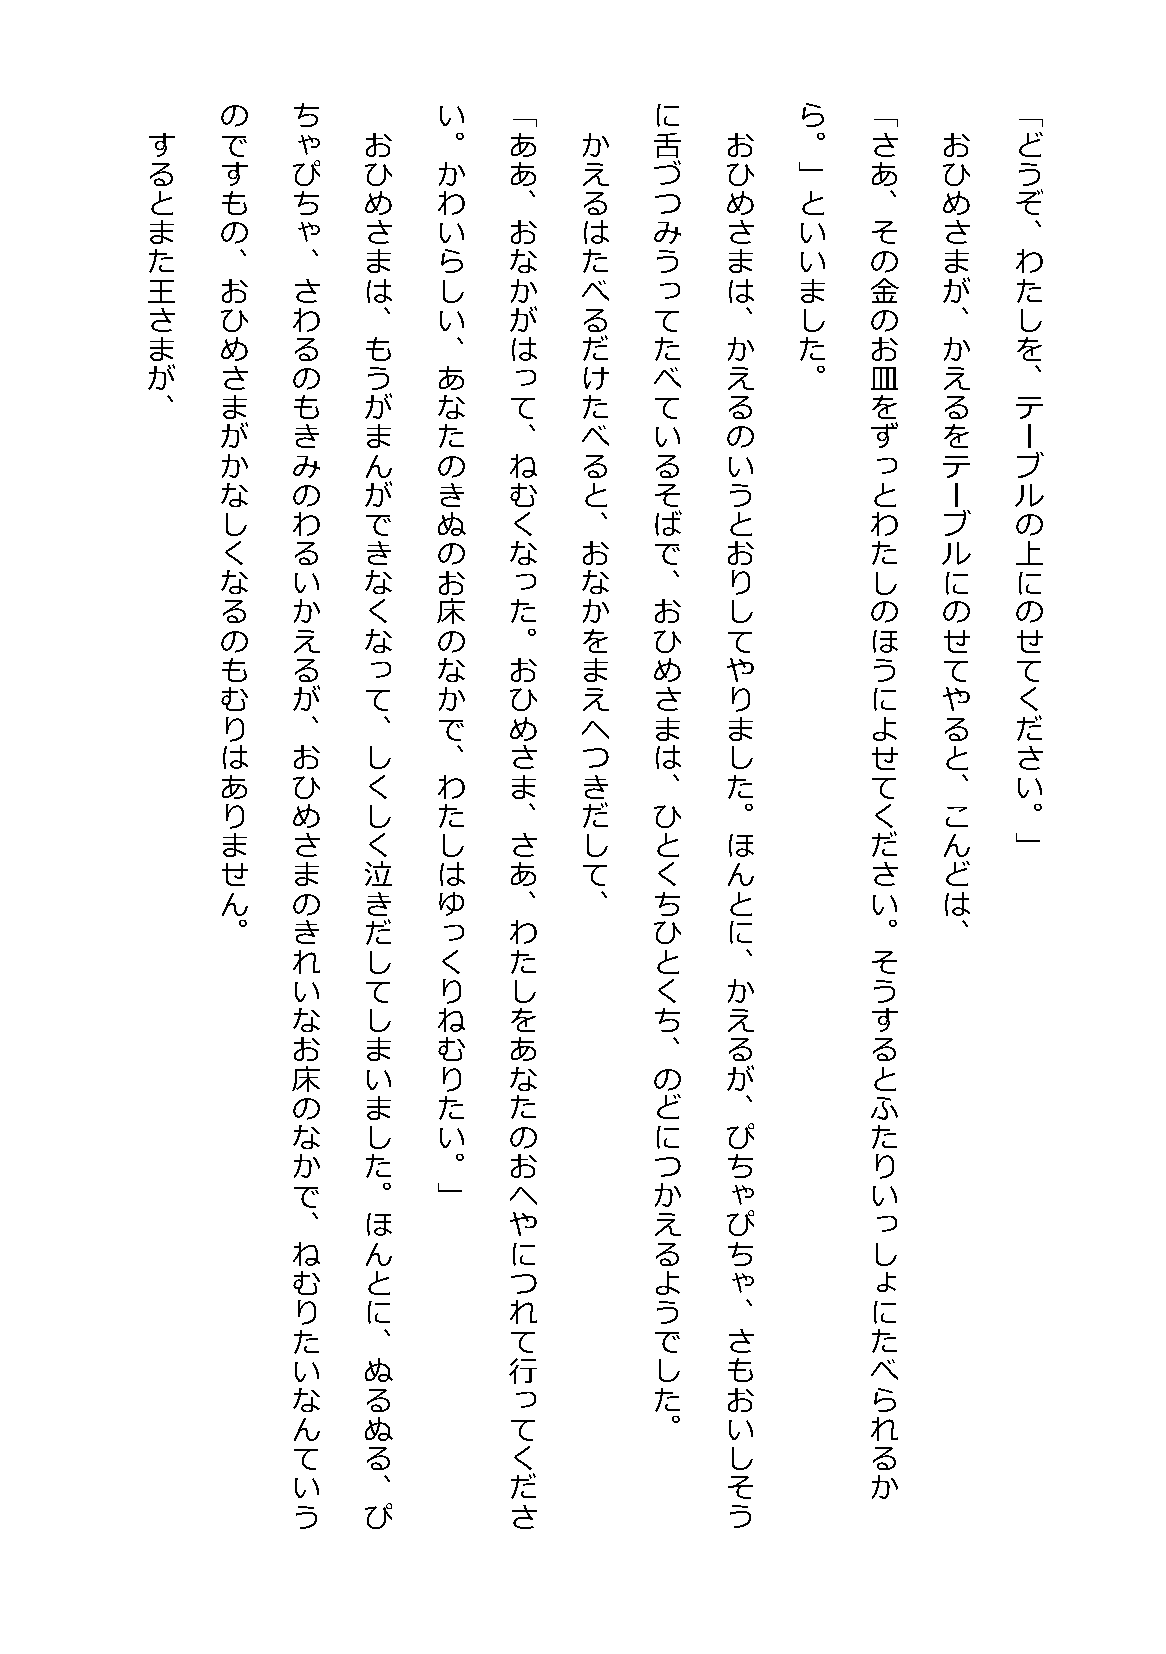 「どうぞ、わたしを、テーブルの上にのせてください。」
　おひめさまが、かえるをテーブルにのせてやると、こんどは、
「さあ、その金のお皿をずっとわたしのほうによせてください。そうするとふたりいっしょにたべられるか
ら。」といいました。
　おひめさまは、かえるのいうとおりしてやりました。ほんとに、かえるが、ぴちゃぴちゃ、さもおいしそう
に舌づつみうってたべているそばで、おひめさまは、ひとくちひとくち、のどにつかえるようでした。
　かえるはたべるだけたべると、おなかをまえへつきだして、
「ああ、おなかがはって、ねむくなった。おひめさま、さあ、わたしをあなたのおへやにつれて行ってくださ
い。かわいらしい、あなたのきぬのお床のなかで、わたしはゆっくりねむりたい。」
　おひめさまは、もうがまんができなくなって、しくしく泣きだしてしまいました。ほんとに、ぬるぬる、ぴ
ちゃぴちゃ、さわるのもきみのわるいかえるが、おひめさまのきれいなお床のなかで、ねむりたいなんていう
のですもの、おひめさまがかなしくなるのもむりはありません。
　するとまた王さまが、